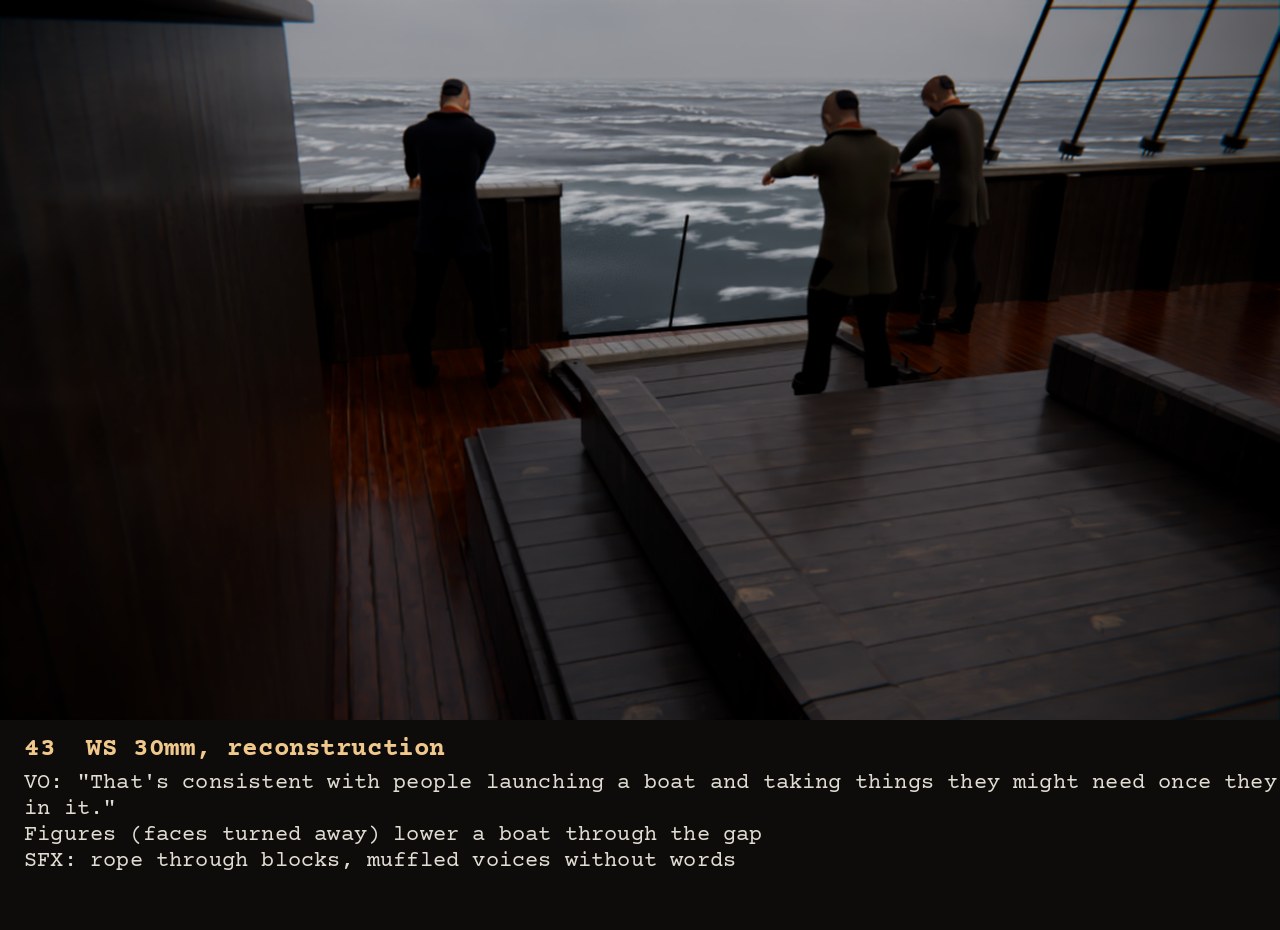 43  WS 30mm, reconstruction
VO: "That's consistent with people launching a boat and taking things they might need once they
in it."
Figures (faces turned away) lower a boat through the gap
SFX: rope through blocks, muffled voices without words